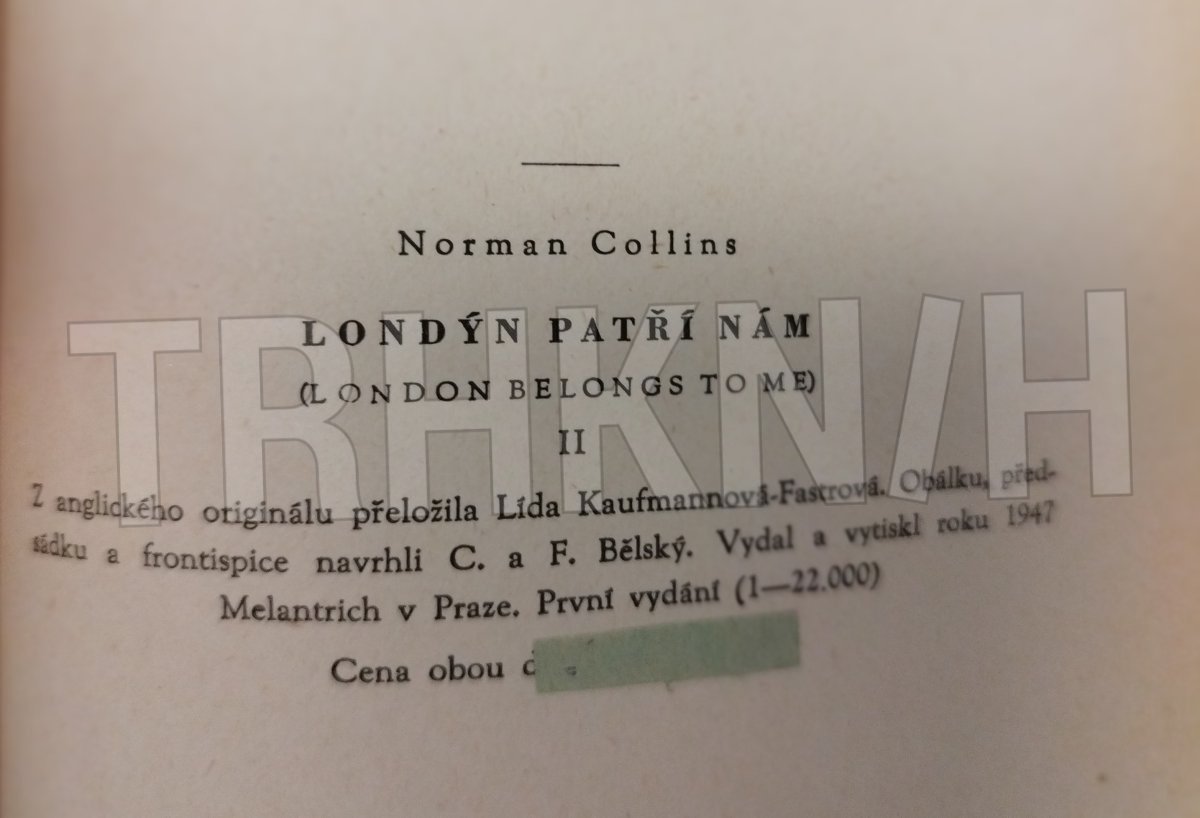 Norman Collins
LONDÝN PATŘÍ NÁM
(LONDON BELONGS TO ME)
II
Z anglického originálu přeložila Lída Kaufmannová-Fastrová. Obálku, před-
sádku a frontispice navrhli C. a F. Bělský. Vydal a vytiskl roku 1947
Melantrich v Praze. První vydání (1—22.000)
Cena obou
TRHKN/H